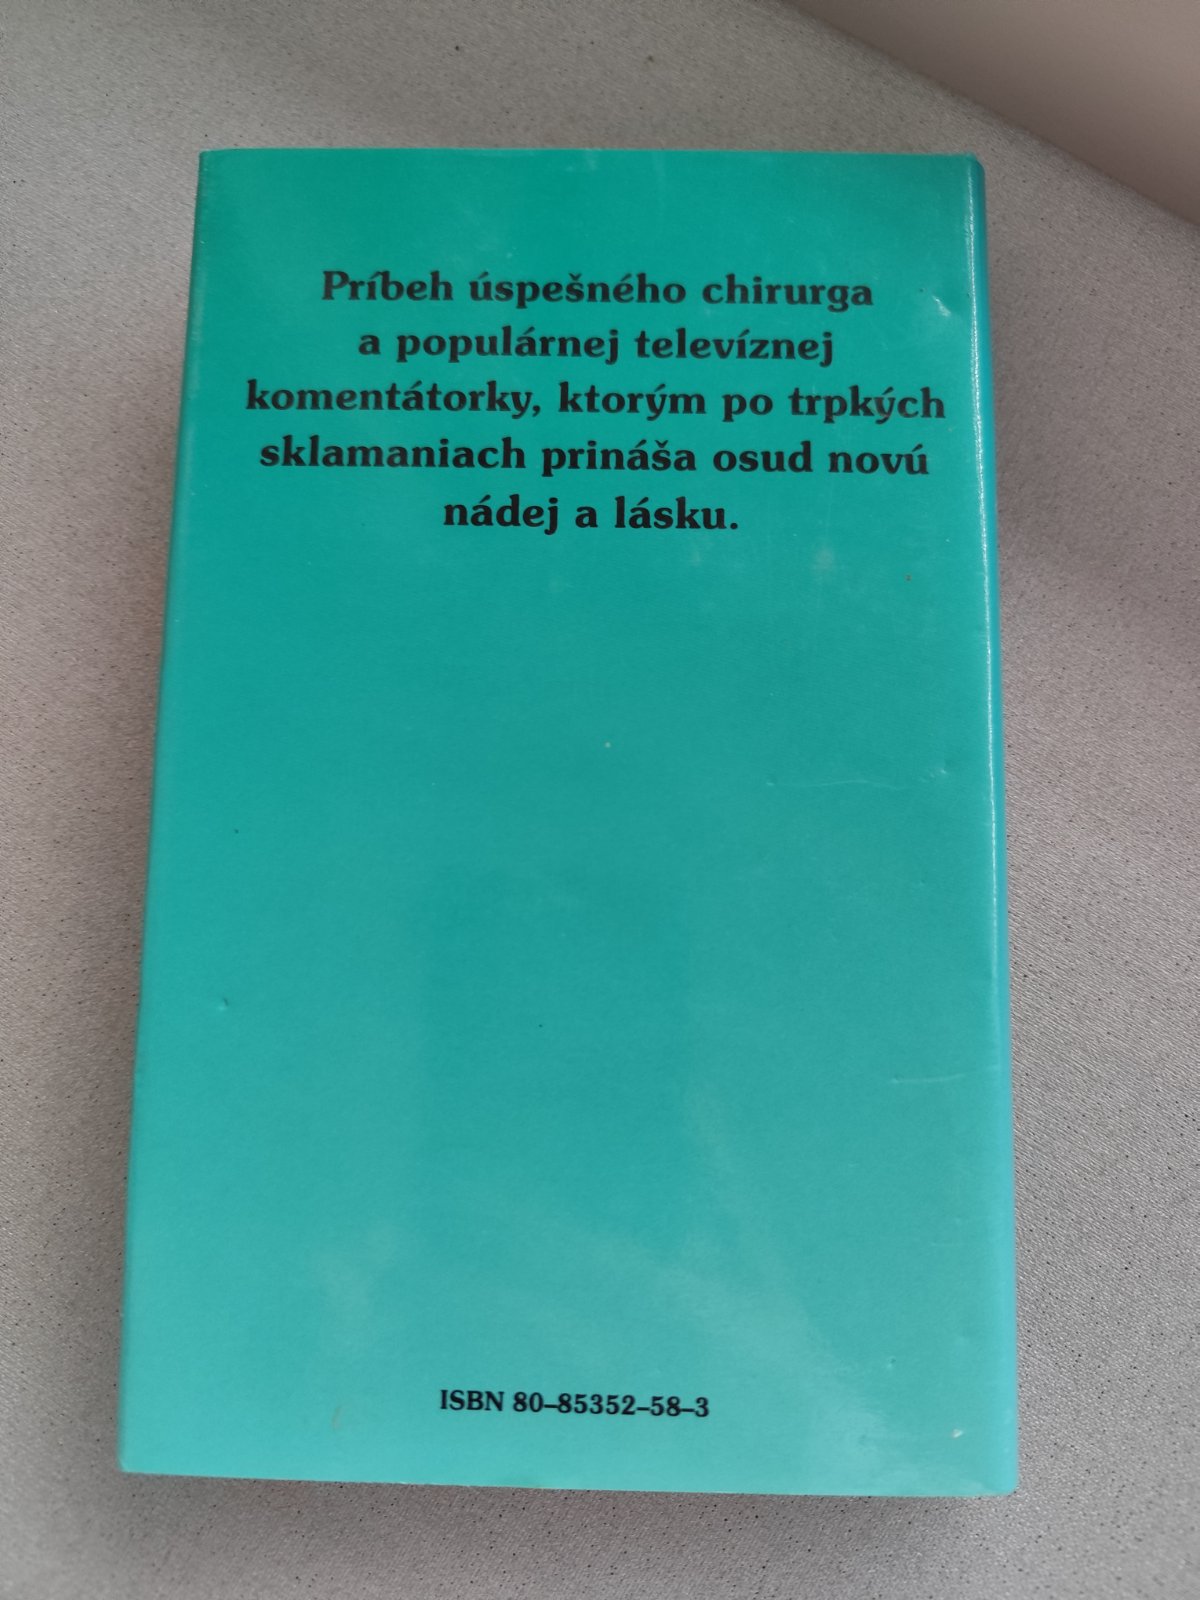 Príbeh úspešného chirurga
a populárnej televíznej
komentátorky, ktorým po trpkých
sklamaniach prináša osud novú
nádej a lásku.
ISBN 80–85352–58–3